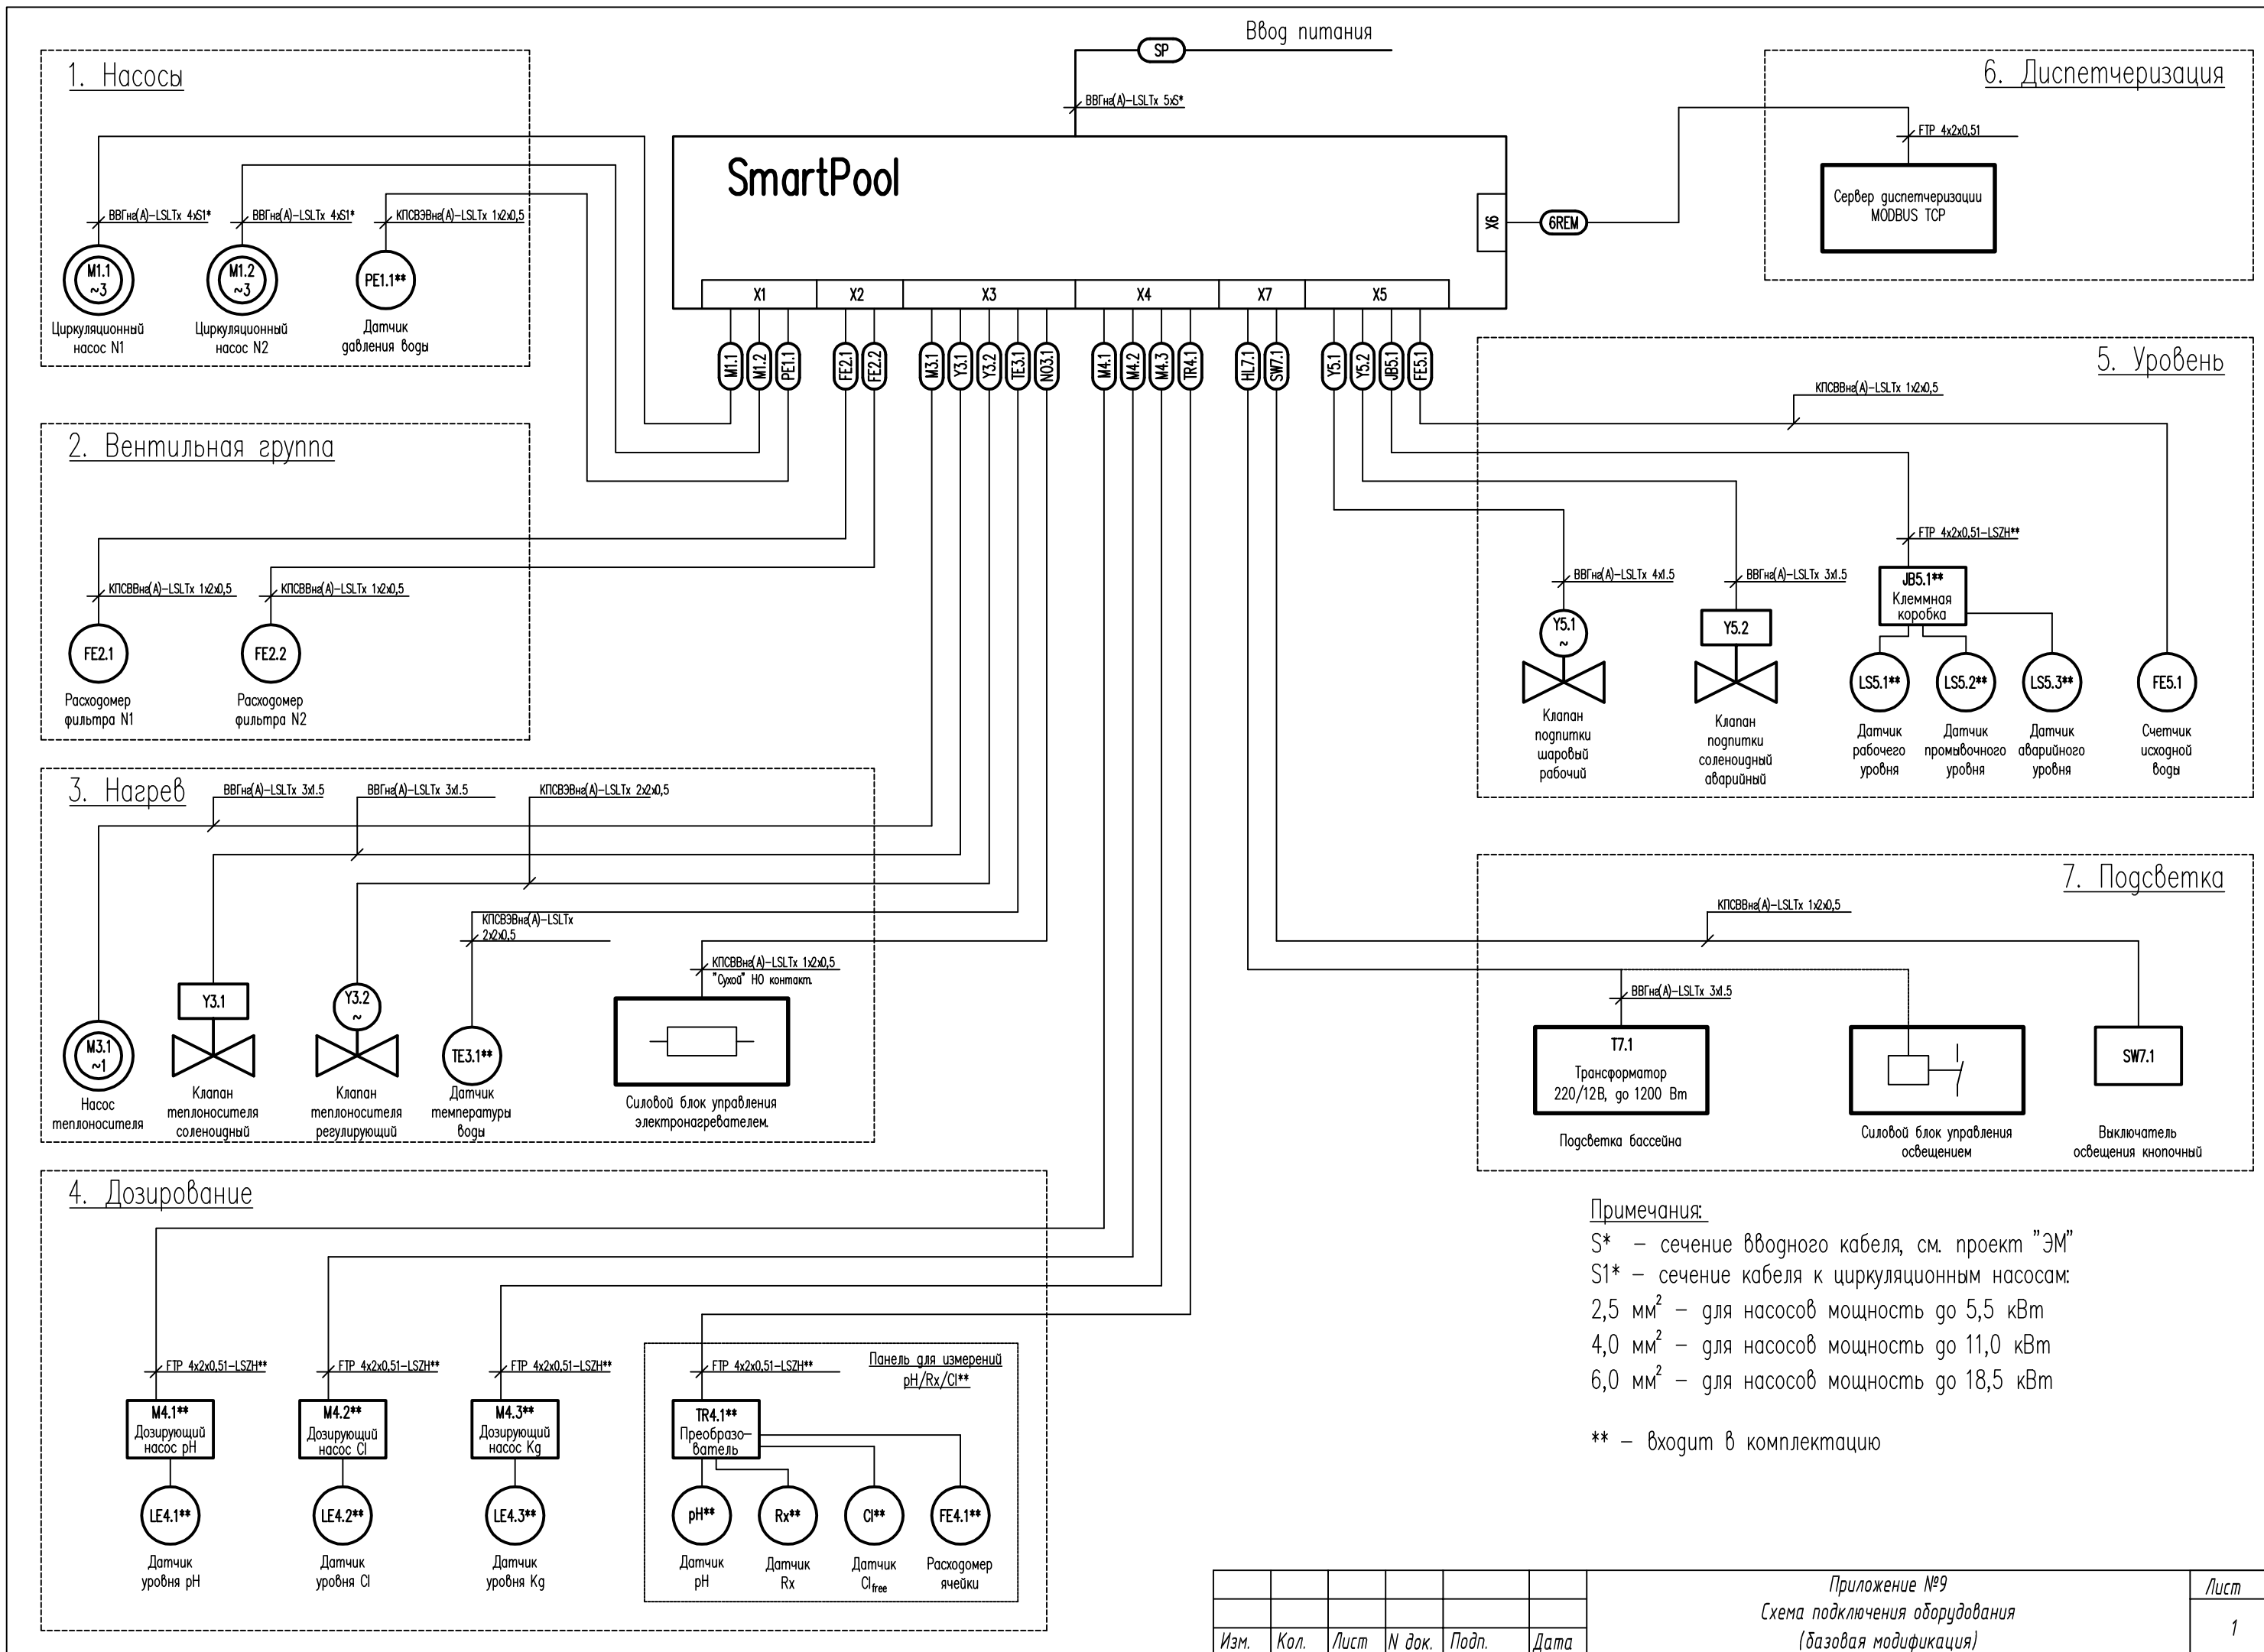 Ввод питания
SP
ВВГнг(А)-LSLTx 5xS*
SmartPool
X6
6REM
X1
X2
X3
X4
X7
X5
M1.1
M1.2
PE1.1
FE2.1
FE2.2
M3.1
Y3.1
Y3.2
TE3.1
NO3.1
M4.1
M4.2
M4.3
TR4.1
HL7.1
SW7.1
Y5.1
Y5.2
JB5.1
FE5.1
1. Насосы
ВВГнг(А)-LSLTx 4xS1*
ВВГнг(А)-LSLTx 4xS1*
КПСВЭВнг(А)-LSLTx 1x2x0,5
M1.1
~3
M1.2
~3
PE1.1**
Циркуляционный
насос N1
Циркуляционный
насос N2
Датчик
давления воды
2. Вентильная группа
КПСВВнг(А)-LSLTx 1x2x0,5
КПСВВнг(А)-LSLTx 1x2x0,5
FE2.1
FE2.2
Расходомер
фильтра N1
Расходомер
фильтра N2
3. Нагрев
ВВГнг(А)-LSLTx 3x1.5
ВВГнг(А)-LSLTx 3x1.5
КПСВЭВнг(А)-LSLTx 2x2x0,5
КПСВЭВнг(А)-LSLTx
2x2x0,5
КПСВВнг(А)-LSLTx 1x2x0,5
"Сухой" НО контакт.
M3.1
~1
Y3.1
Y3.2
~
TE3.1**
Насос
теплоносителя
Клапан
теплоносителя
соленоидный
Клапан
теплоносителя
регулирующий
Датчик
температуры
воды
Силовой блок управления
электронагревателем.
4. Дозирование
FTP 4x2x0,51-LSZH**
FTP 4x2x0,51-LSZH**
FTP 4x2x0,51-LSZH**
FTP 4x2x0,51-LSZH**
Панель для измерений
pH/Rx/Cl**
M4.1**
Дозирующий
насос pH
M4.2**
Дозирующий
насос Cl
M4.3**
Дозирующий
насос Kg
TR4.1**
Преобразо-
ватель
LE4.1**
LE4.2**
LE4.3**
pH**
Rx**
Cl**
FE4.1**
Датчик
уровня pH
Датчик
уровня Cl
Датчик
уровня Kg
Датчик
pH
Датчик
Rx
Датчик
Cl free
Расходомер
ячейки
6. Диспетчеризация
FTP 4x2x0,51
Сервер диспетчеризации
MODBUS TCP
5. Уровень
КПСВВнг(А)-LSLTx 1x2x0,5
FTP 4x2x0,51-LSZH**
ВВГнг(А)-LSLTx 4x1.5
ВВГнг(А)-LSLTx 3x1.5
JB5.1**
Клеммная
коробка
Y5.1
~
Y5.2
LS5.1**
LS5.2**
LS5.3**
FE5.1
Клапан
подпитки
шаровый
рабочий
Клапан
подпитки
соленоидный
аварийный
Датчик
рабочего
уровня
Датчик
промывочного
уровня
Датчик
аварийного
уровня
Счетчик
исходной
воды
7. Подсветка
КПСВВнг(А)-LSLTx 1x2x0,5
ВВГнг(А)-LSLTx 3x1.5
T7.1
Трансформатор
220/12В, до 1200 Вт
SW7.1
Подсветка бассейна
Силовой блок управления
освещением
Выключатель
освещения кнопочный
Примечания:
S* – сечение вводного кабеля, см. проект "ЭМ"
S1* – сечение кабеля к циркуляционным насосам:
2,5 мм² – для насосов мощность до 5,5 кВт
4,0 мм² – для насосов мощность до 11,0 кВт
6,0 мм² – для насосов мощность до 18,5 кВт
** – входит в комплектацию
Изм. Кол. Лист N док. Подп. Дата
Приложение №9
Схема подключения оборудования
(базовая модификация)
Лист
1